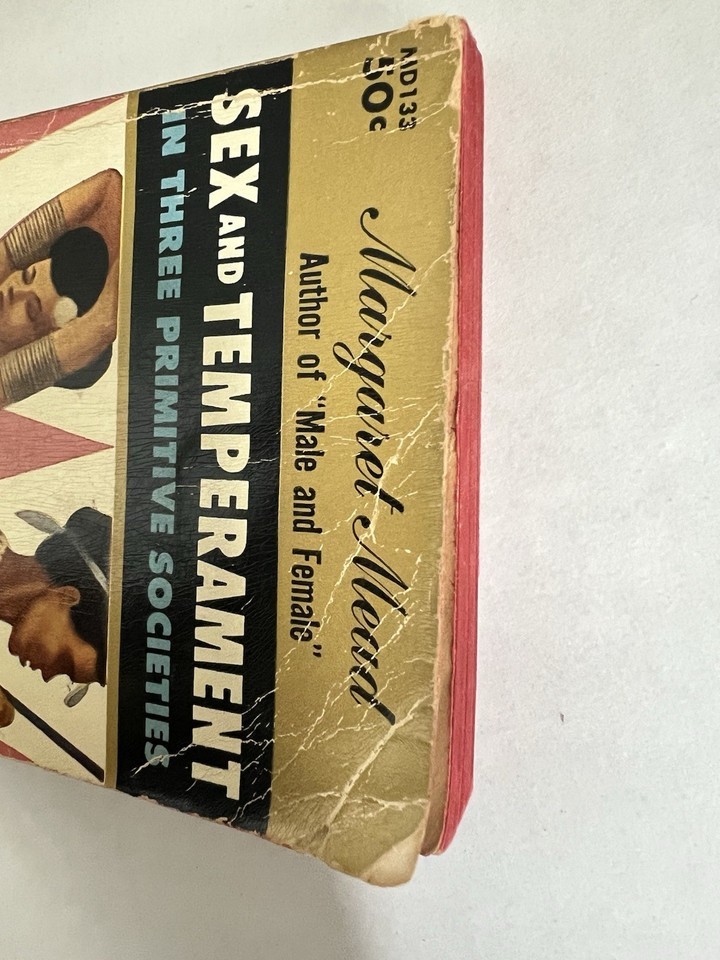 MD133
50c
Margaret Mead
Author of "Male and Female"
SEX AND TEMPERAMENT
IN THREE PRIMITIVE SOCIETIES